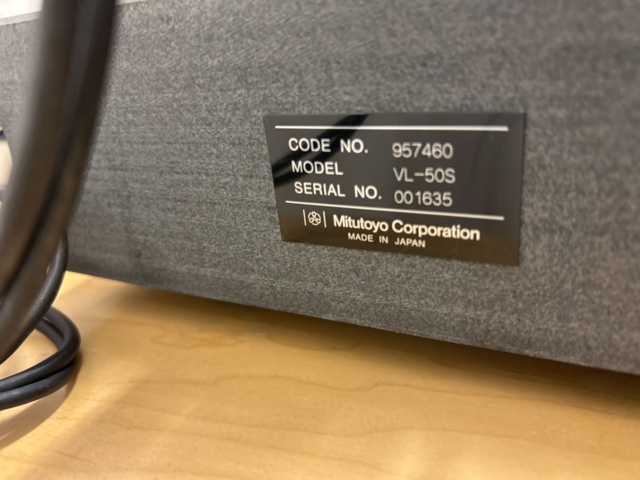 CODE NO. 957460
MODEL VL-50S
SERIAL NO. 001635
Mitutoyo Corporation
MADE IN JAPAN